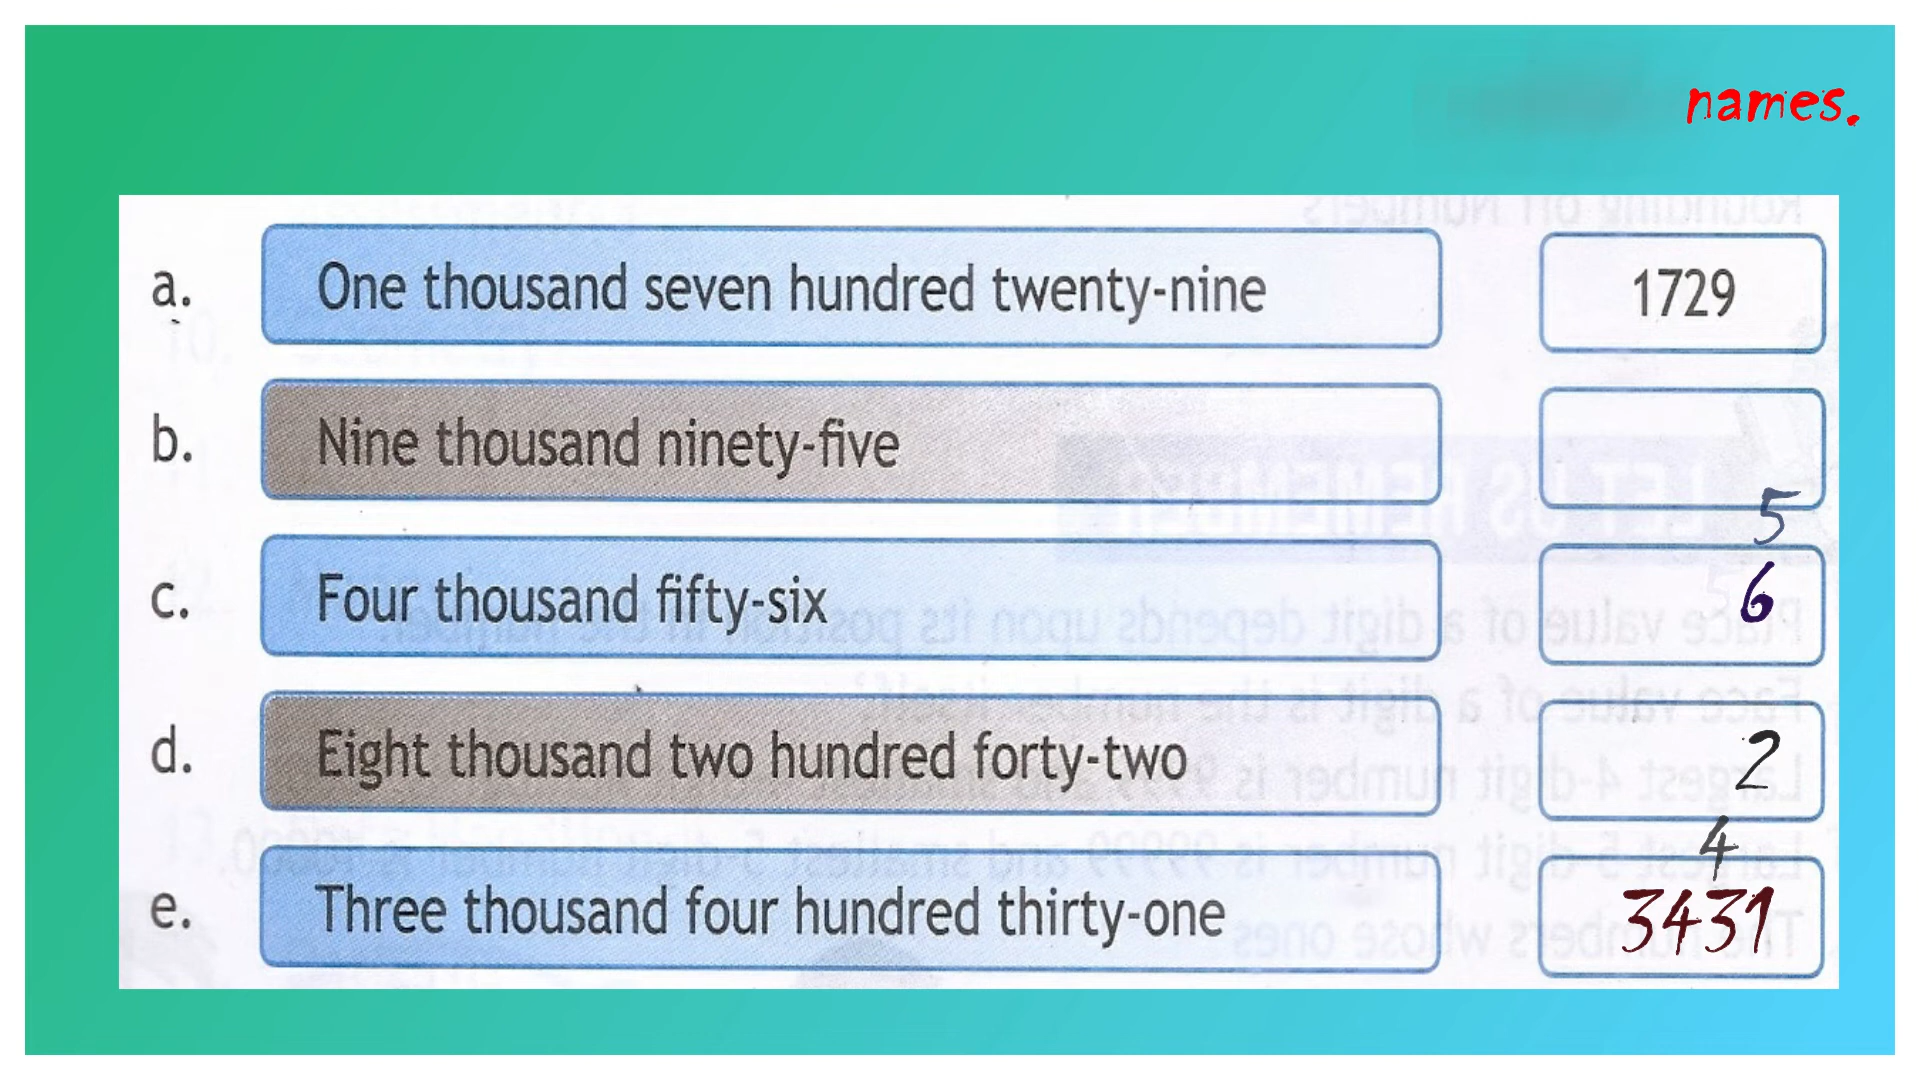 names.
a. One thousand seven hundred twenty-nine 1729
b. Nine thousand ninety-five
5
c. Four thousand fifty-six 6
d. Eight thousand two hundred forty-two 2
4
e. Three thousand four hundred thirty-one 3431